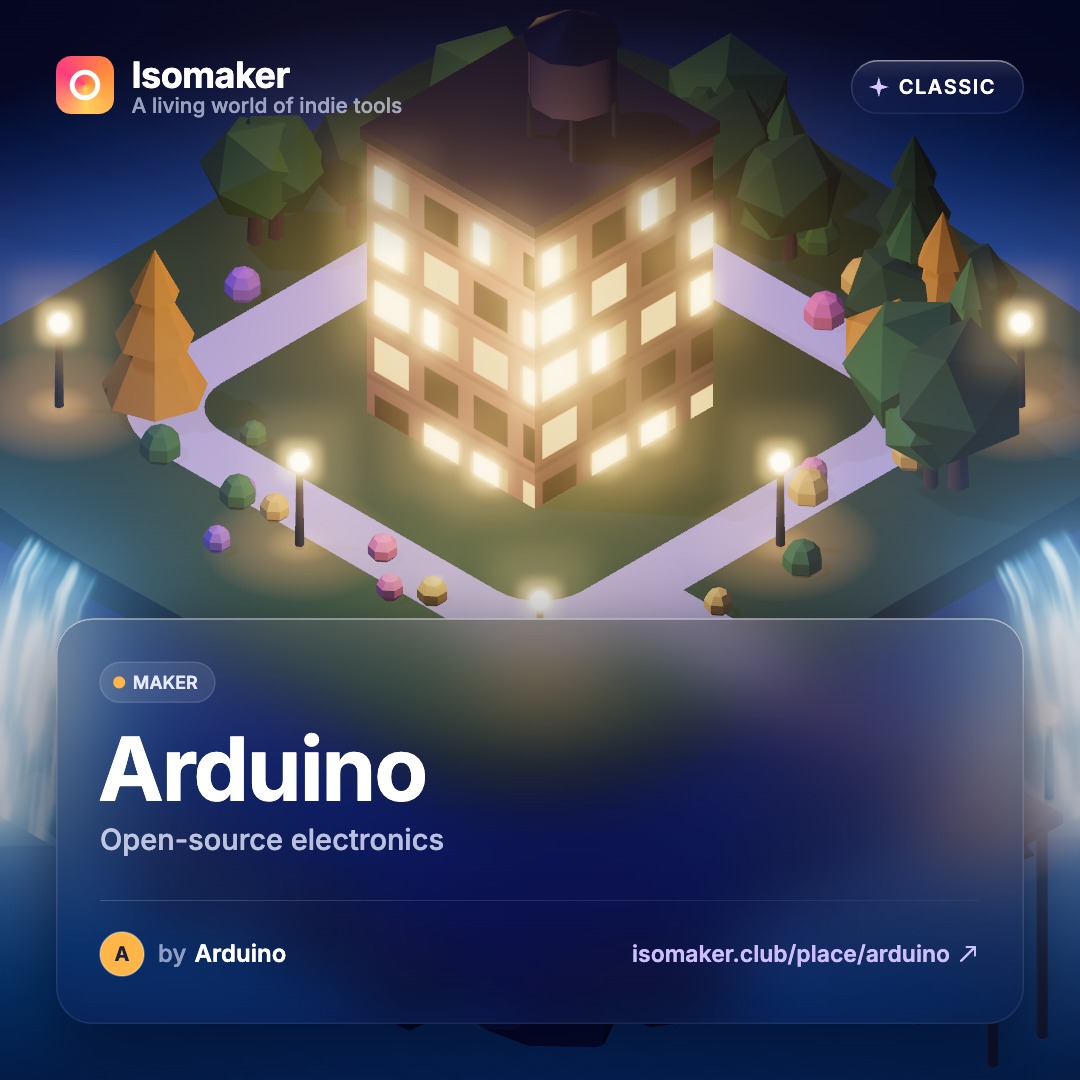 Isomaker
A living world of indie tools
CLASSIC
MAKER
Arduino
Open-source electronics
A
by Arduino
isomaker.club/place/arduino ↗